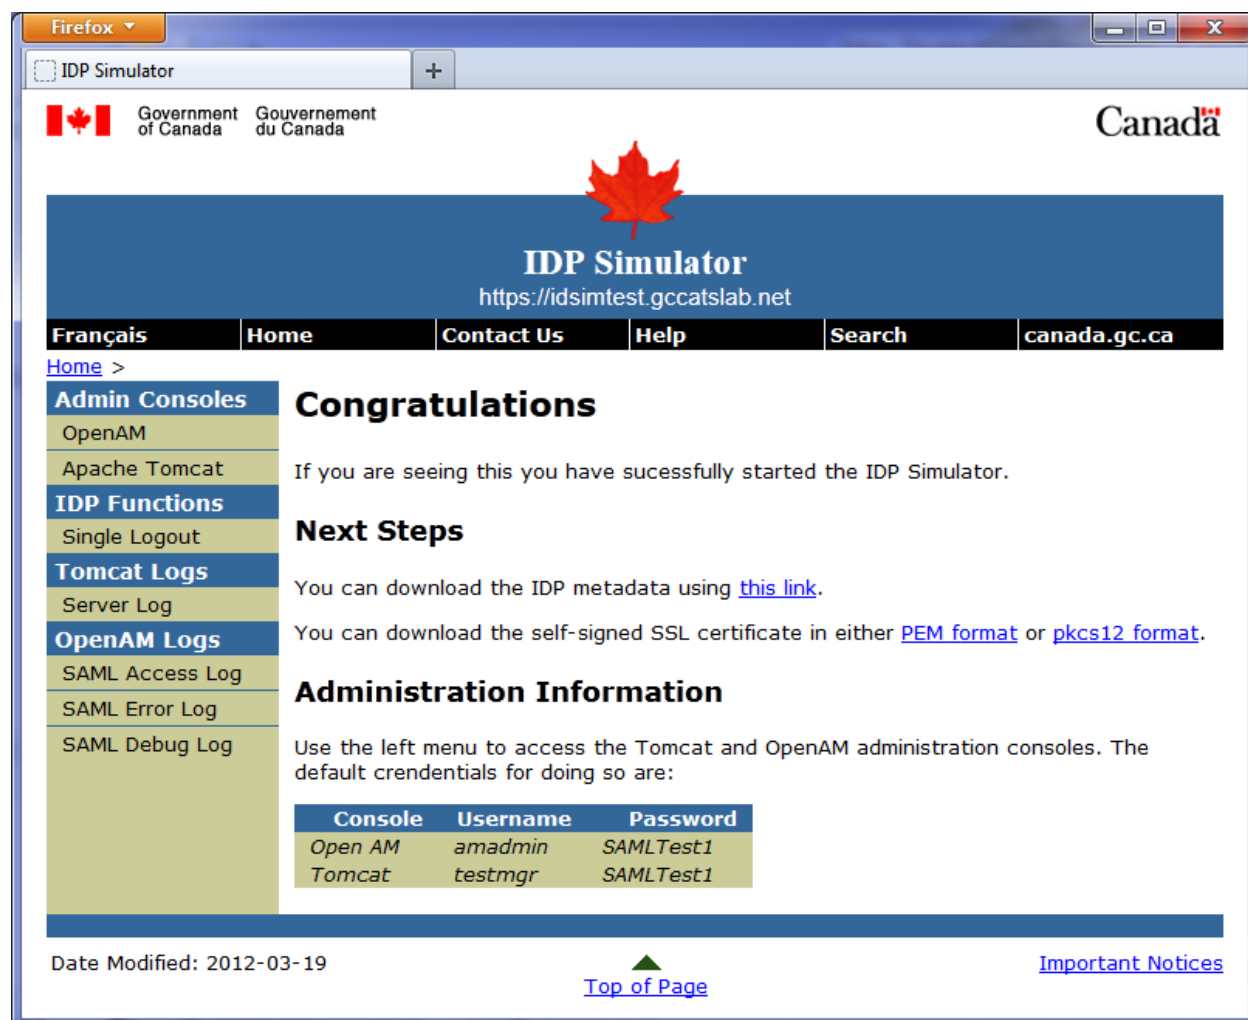 Firefox
IDP Simulator
Government of Canada
Gouvernement du Canada
Canada
IDP Simulator
https://idsimtest.gccatslab.net
Français Home Contact Us Help Search canada.gc.ca
Home >
Admin Consoles
OpenAM
Apache Tomcat
IDP Functions
Single Logout
Tomcat Logs
Server Log
OpenAM Logs
SAML Access Log
SAML Error Log
SAML Debug Log
Congratulations
If you are seeing this you have sucessfully started the IDP Simulator.
Next Steps
You can download the IDP metadata using this link.
You can download the self-signed SSL certificate in either PEM format or pkcs12 format.
Administration Information
Use the left menu to access the Tomcat and OpenAM administration consoles. The
default crendentials for doing so are:
Console Username Password
Open AM amadmin SAMLTest1
Tomcat testmgr SAMLTest1
Date Modified: 2012-03-19
Top of Page
Important Notices